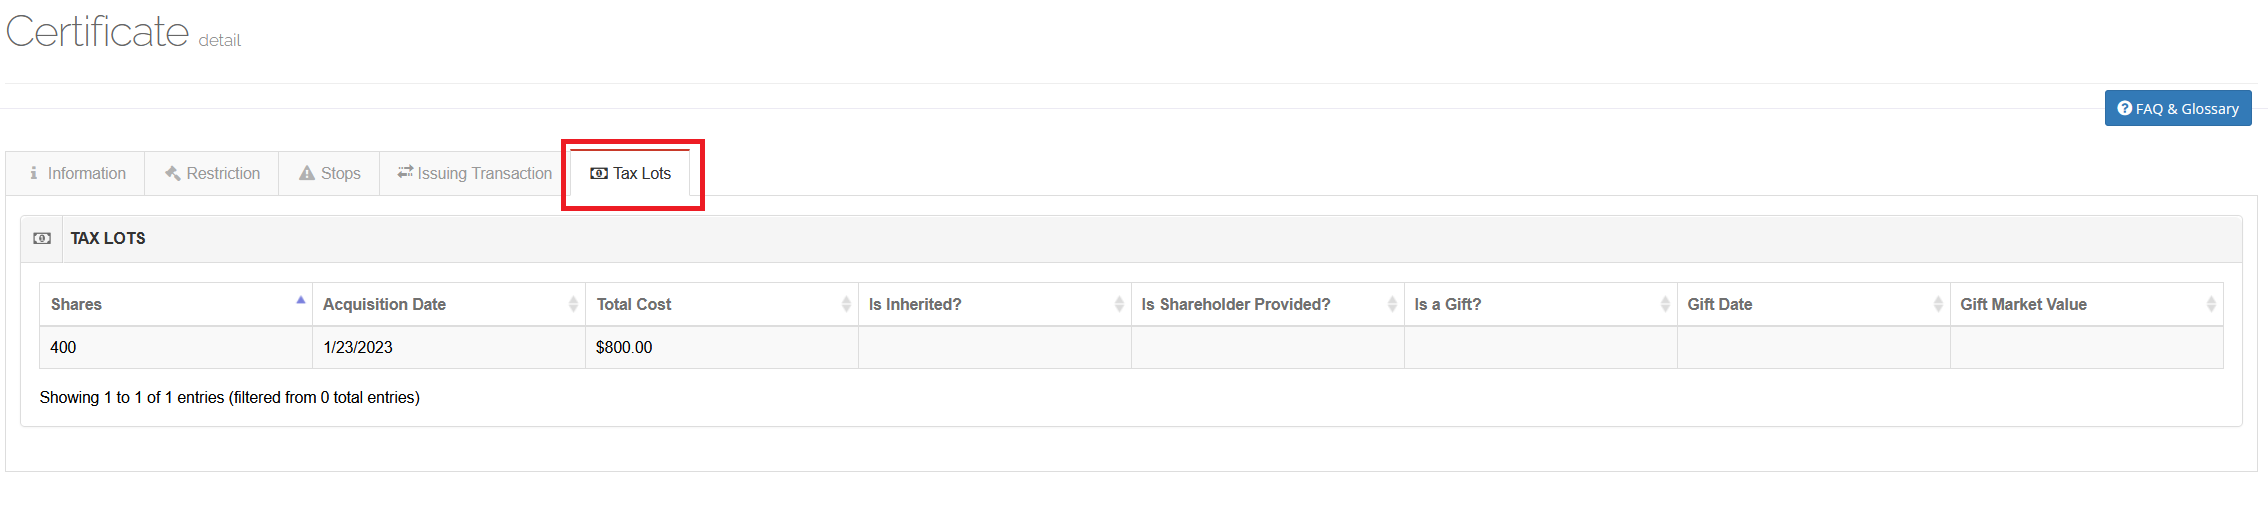 Certificate detail
FAQ & Glossary
Information Restriction Stops Issuing Transaction Tax Lots
TAX LOTS
Shares Acquisition Date Total Cost Is Inherited? Is Shareholder Provided? Is a Gift? Gift Date Gift Market Value
400 1/23/2023 $800.00
Showing 1 to 1 of 1 entries (filtered from 0 total entries)